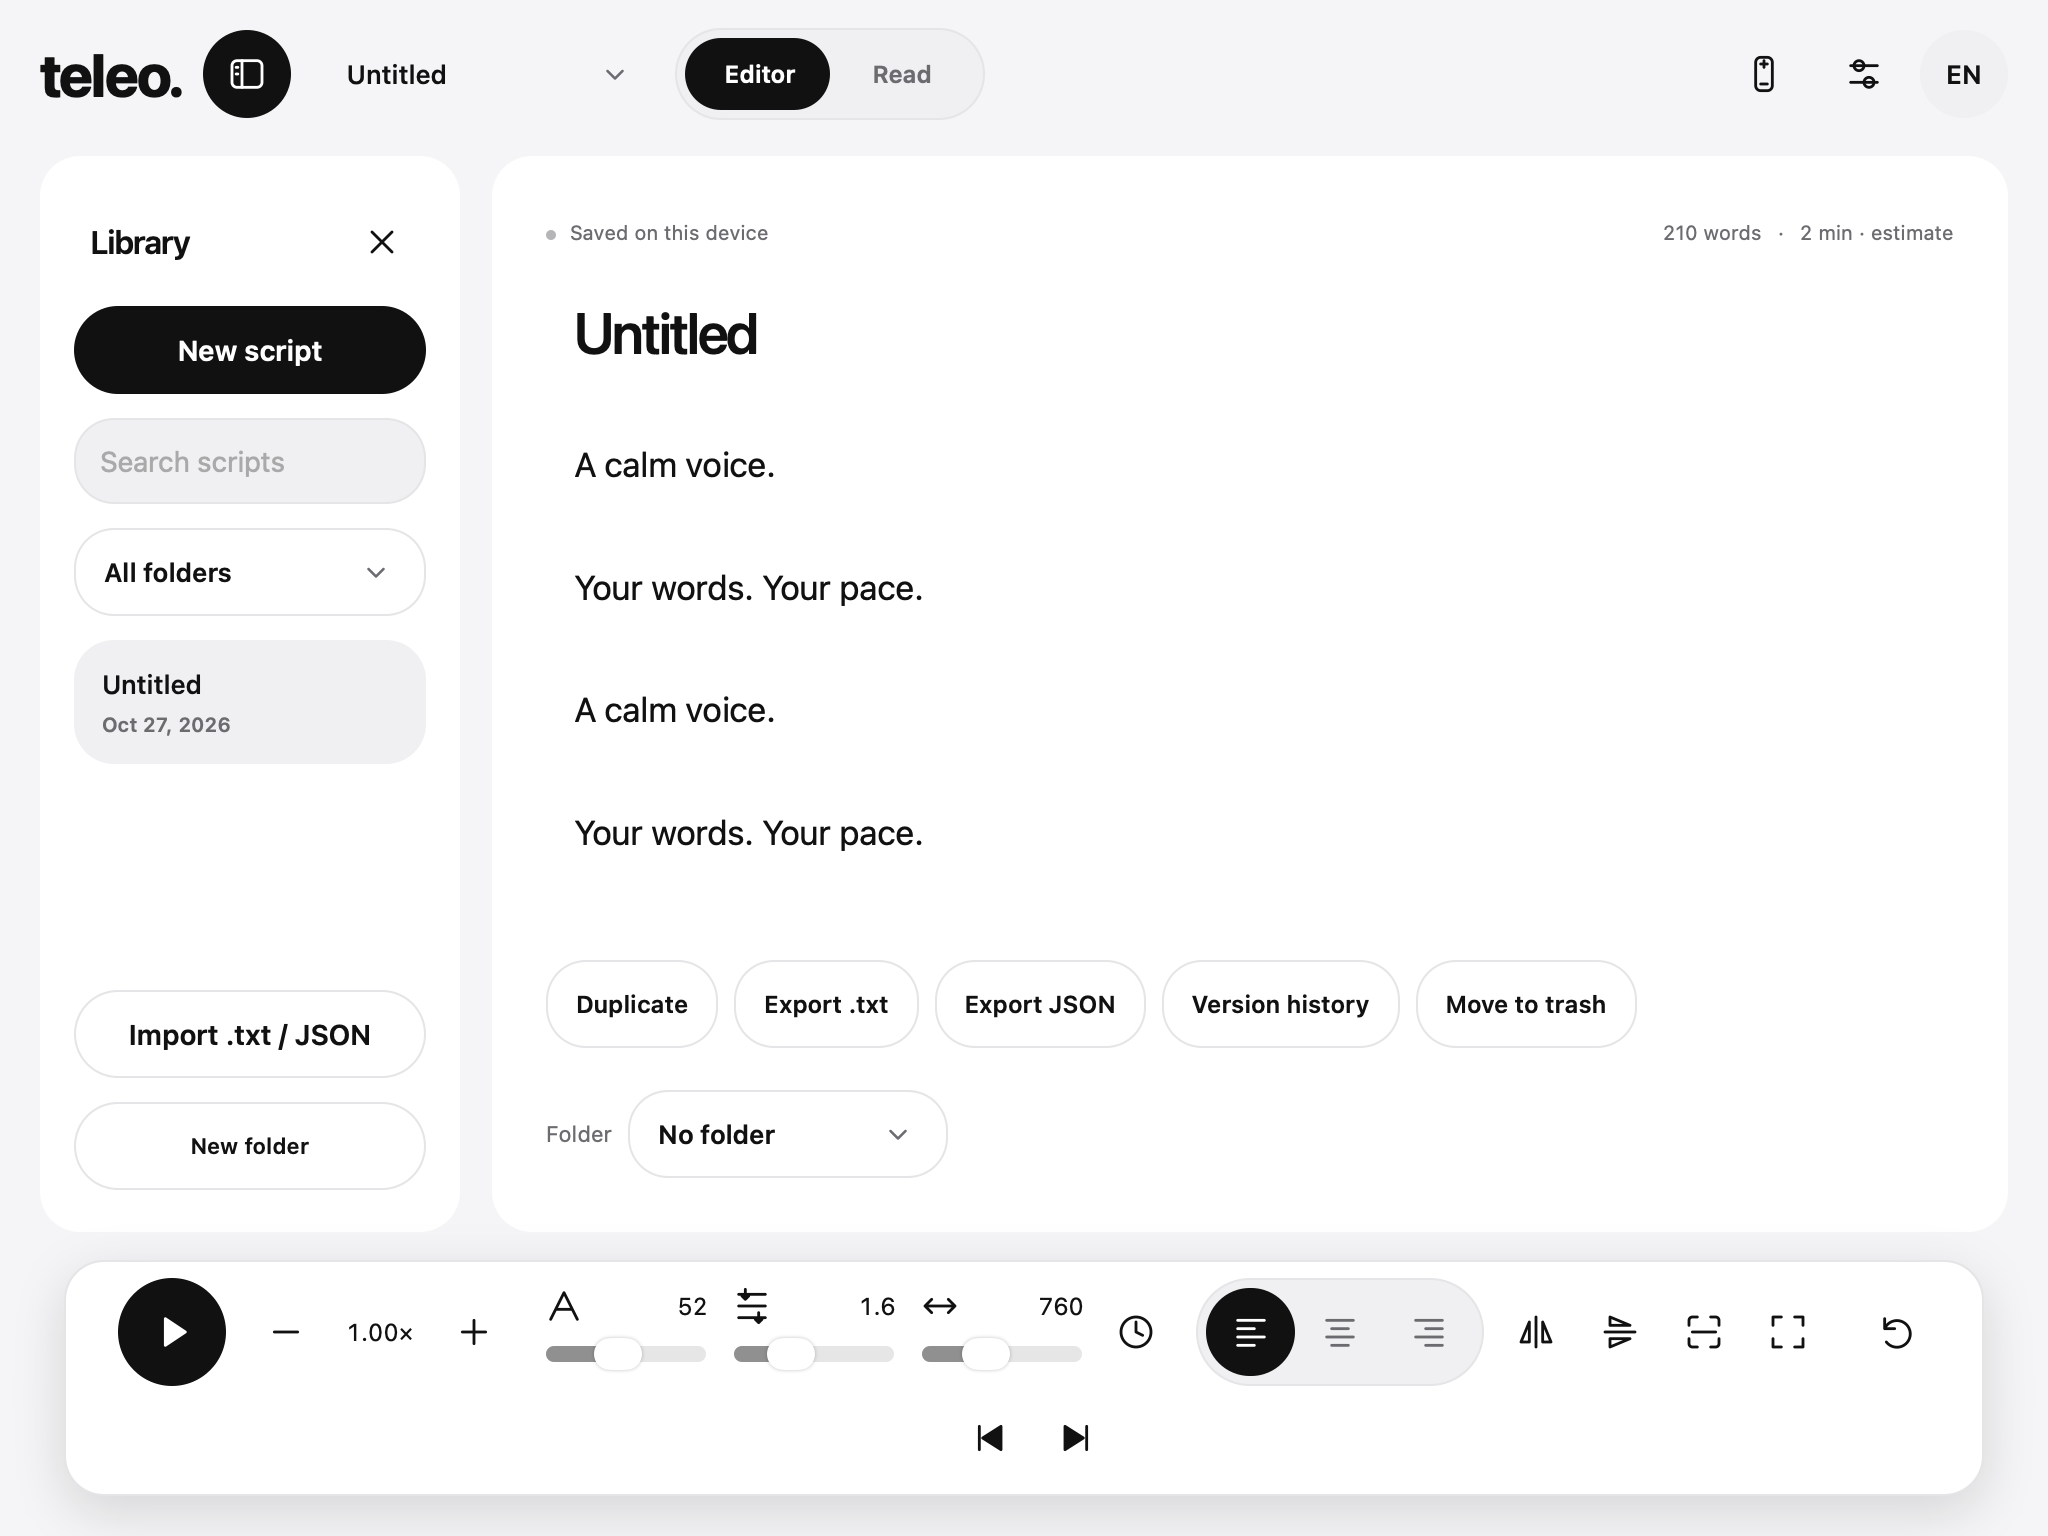 teleo.
Untitled
Editor
Read
EN
Library
New script
Search scripts
All folders
Untitled
Oct 27, 2026
Import .txt / JSON
New folder
Saved on this device
210 words · 2 min · estimate
Untitled
A calm voice.
Your words. Your pace.
A calm voice.
Your words. Your pace.
Duplicate
Export .txt
Export JSON
Version history
Move to trash
Folder
No folder
1.00×
52
1.6
760